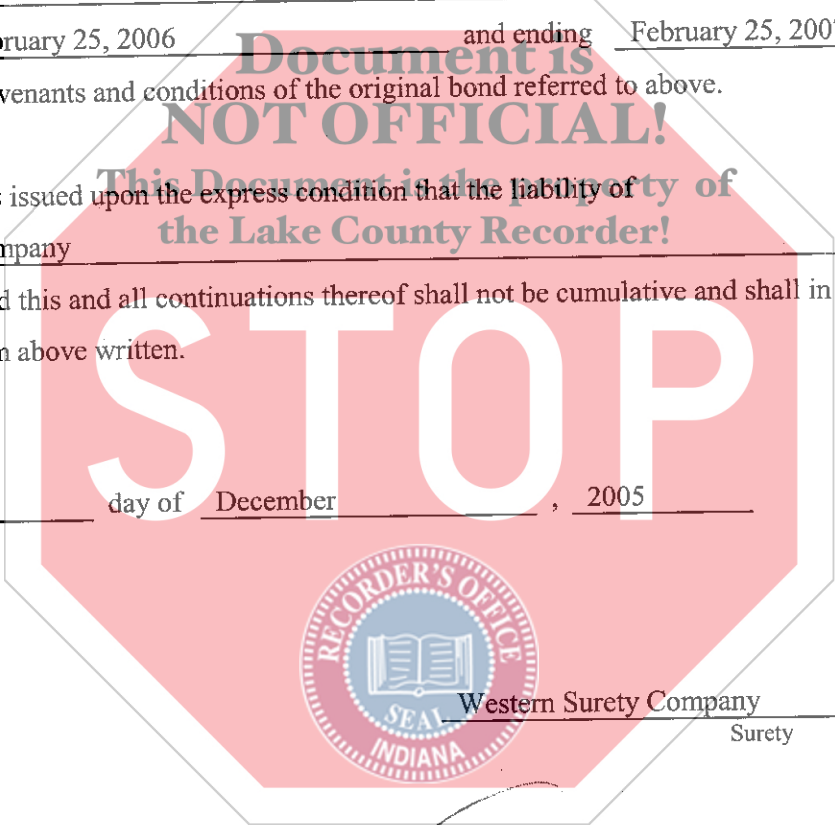 ruary 25, 2006 and ending February 25, 200
Document is
venants and conditions of the original bond referred to above.
NOT OFFICIAL!
This Document is the property of
issued upon the express condition that the liability of
the Lake County Recorder!
mpany
d this and all continuations thereof shall not be cumulative and shall in
n above written.
STOP
day of December , 2005
RECORDER'S OFFICE
SEAL
INDIANA
Western Surety Company
Surety